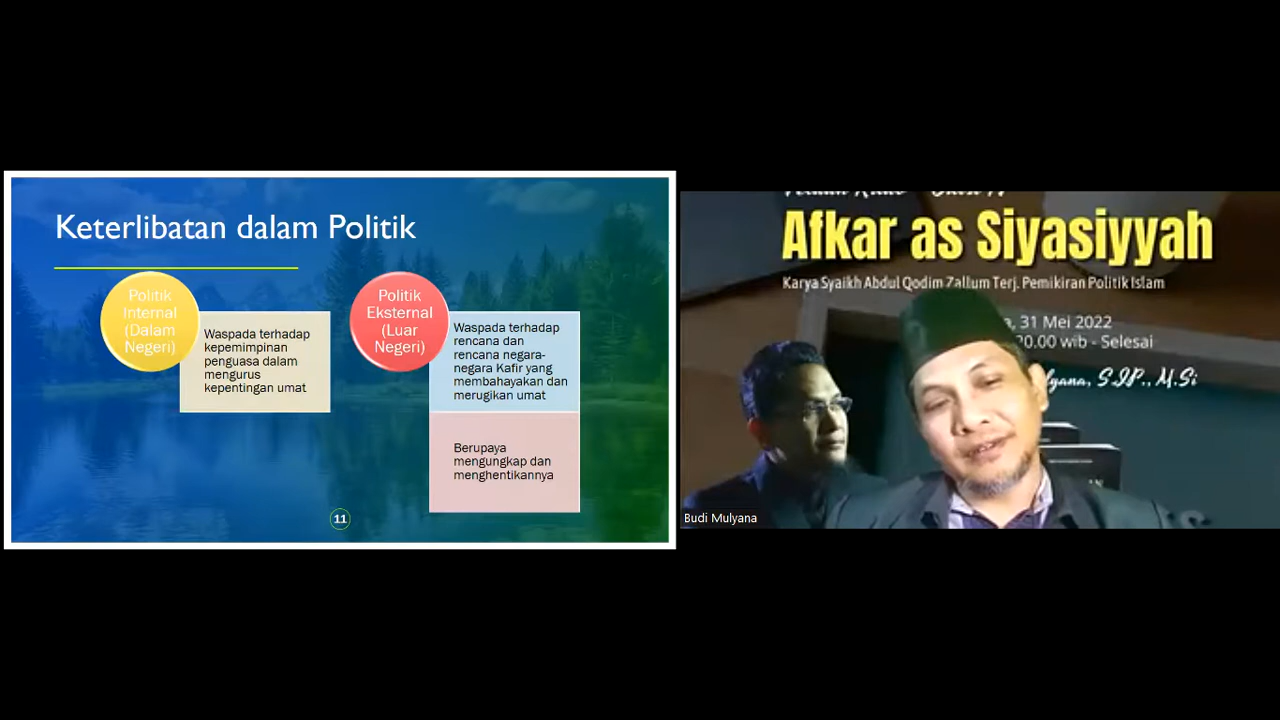 Keterlibatan dalam Politik
Politik
Internal
(Dalam
Negeri)
Waspada terhadap
kepemimpinan
penguasa dalam
mengurus
kepentingan umat
Politik
Eksternal
(Luar
Negeri)
Waspada terhadap
rencana dan
rencana negara-
negara Kafir yang
membahayakan dan
merugikan umat
Berupaya
mengungkap dan
menghentikannya
11
Afkar as Siyasiyyah
Karya Syaikh Abdul Qodim Zallum Terj. Pemikiran Politik Islam
31 Mei 2022
20.00 wib - Selesai
S.IP., M.Si
Budi Mulyana